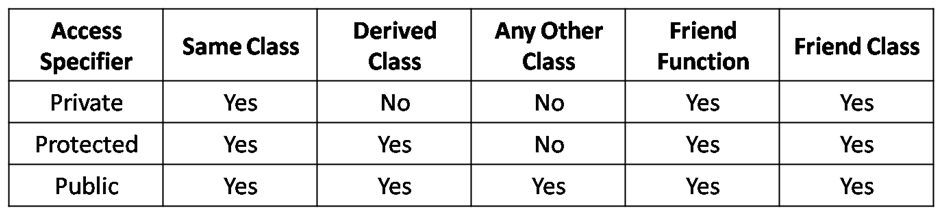 Access Specifier Same Class Derived Class Any Other Class Friend Function Friend Class
Private Yes No No Yes Yes
Protected Yes Yes No Yes Yes
Public Yes Yes Yes Yes Yes